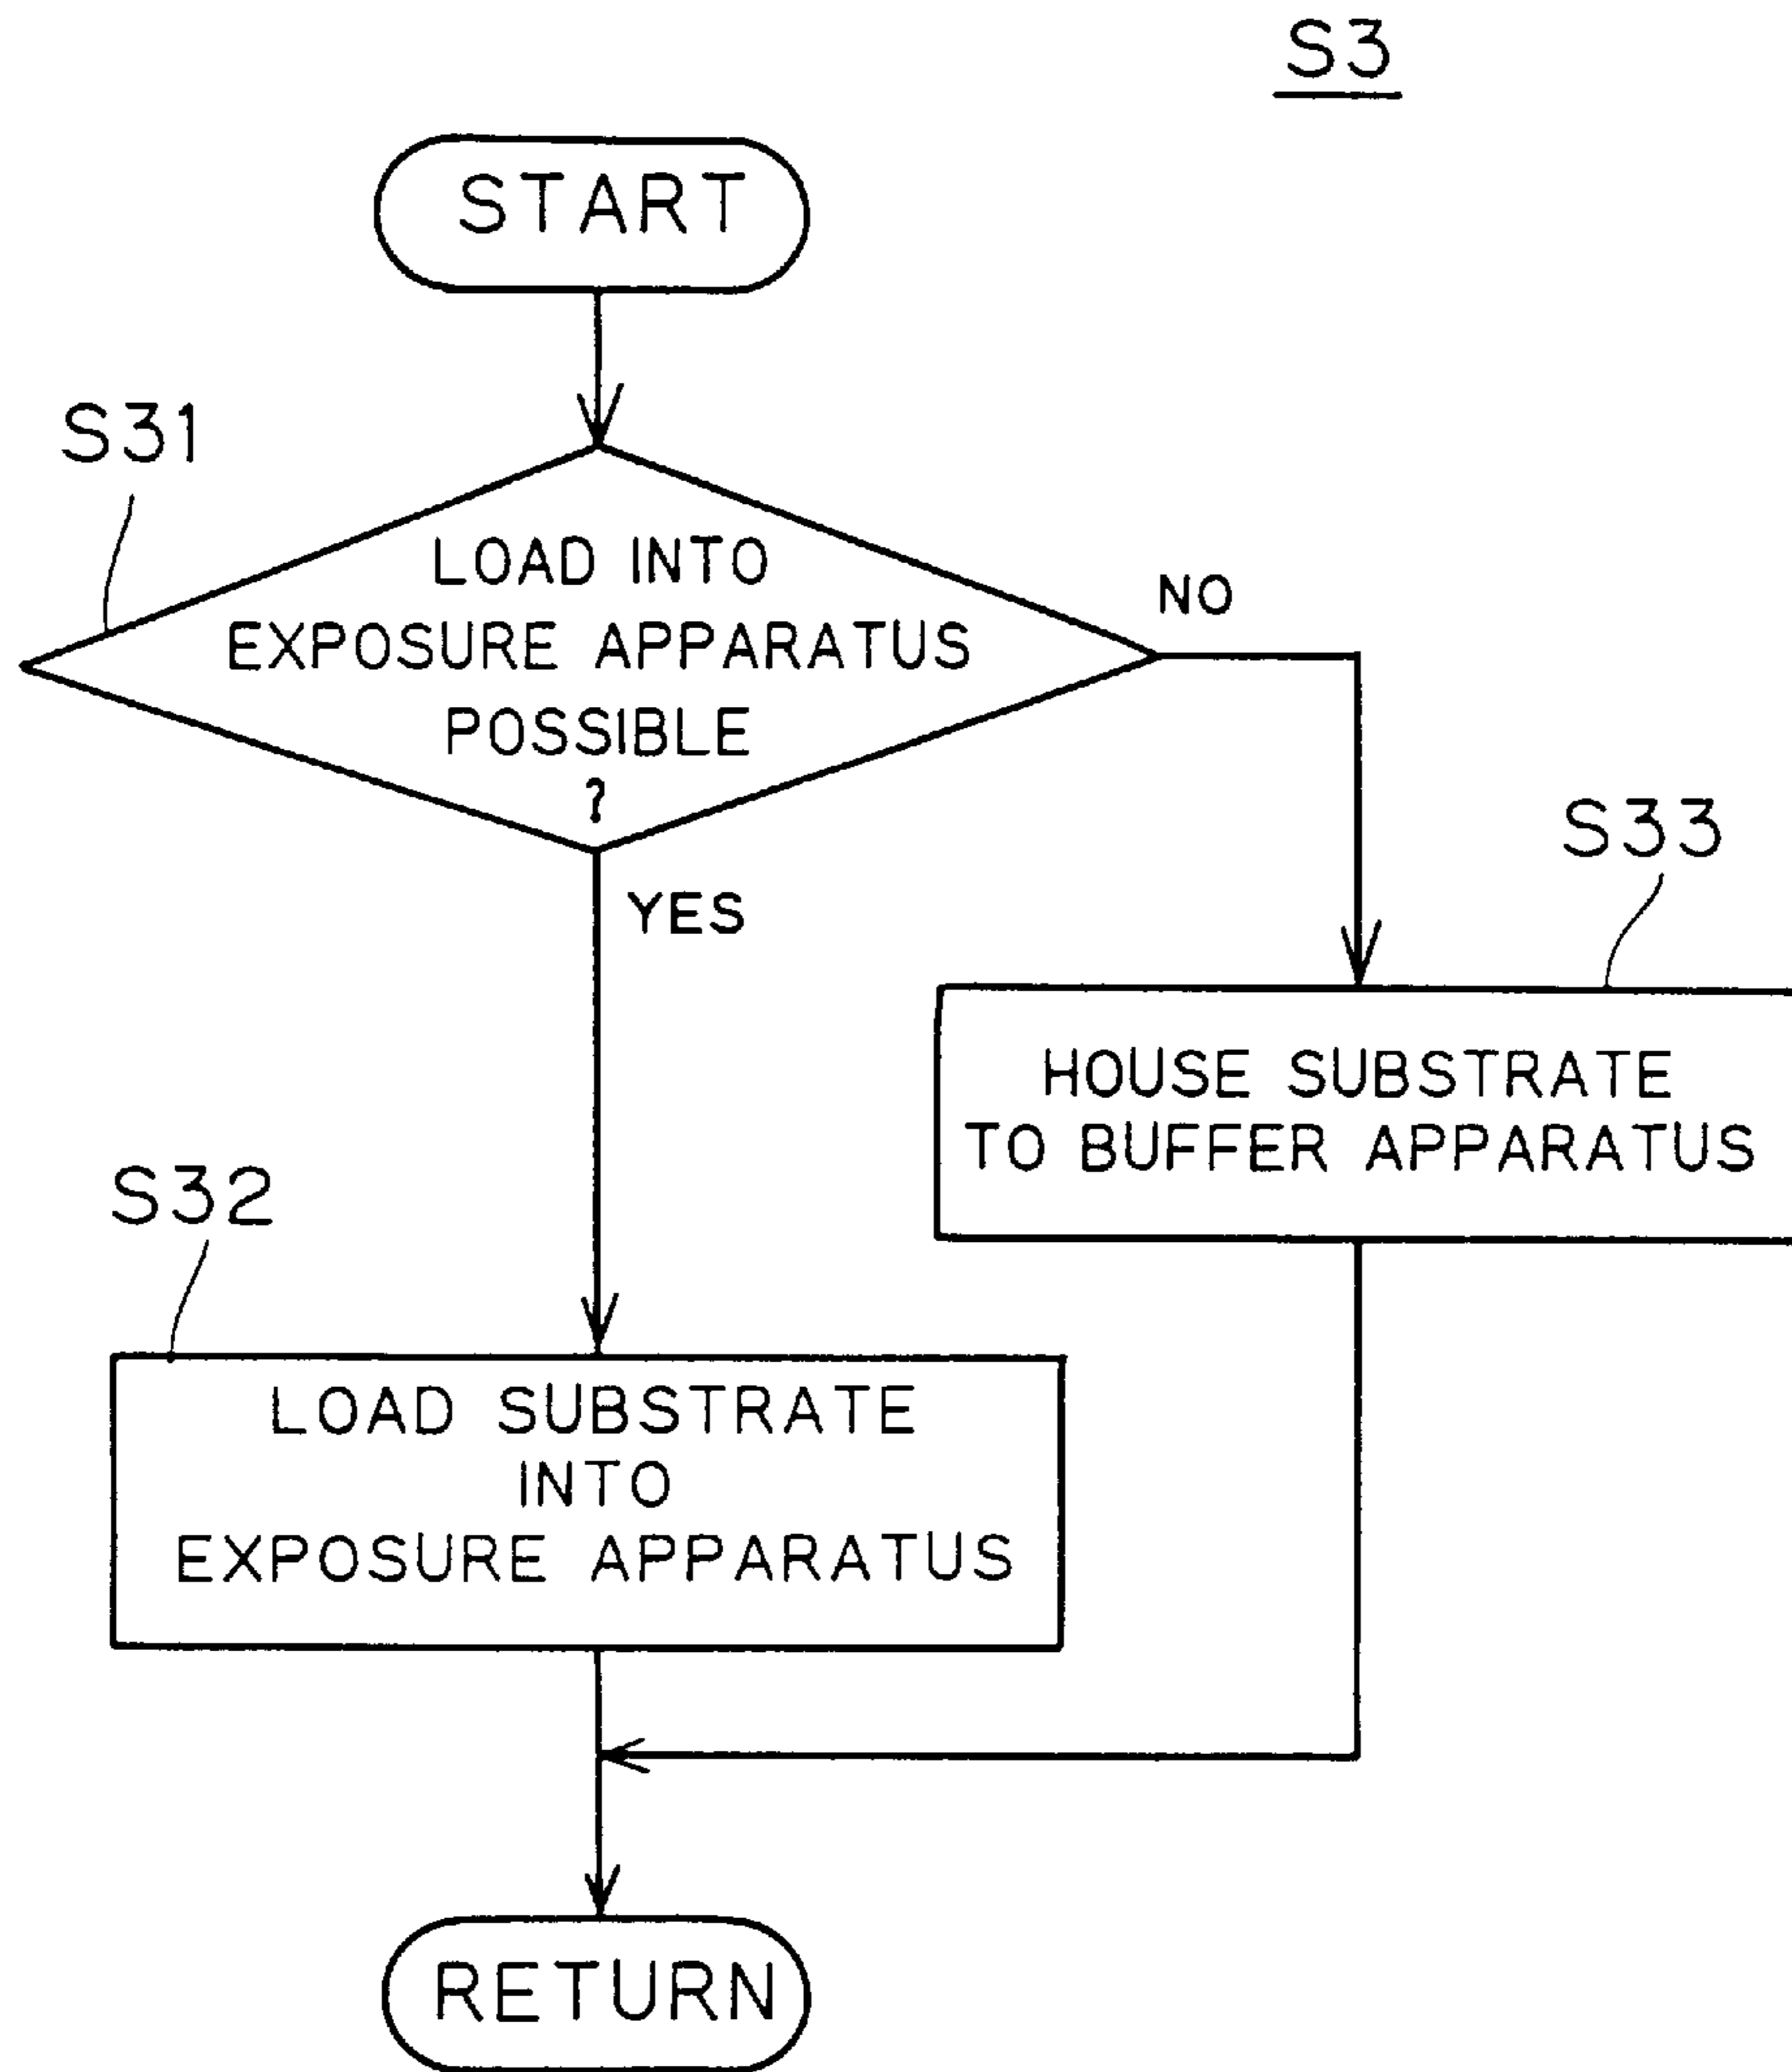 S3
START
S31
LOAD INTO
EXPOSURE APPARATUS
POSSIBLE
?
NO
YES
S33
HOUSE SUBSTRATE
TO BUFFER APPARATUS
S32
LOAD SUBSTRATE
INTO
EXPOSURE APPARATUS
RETURN